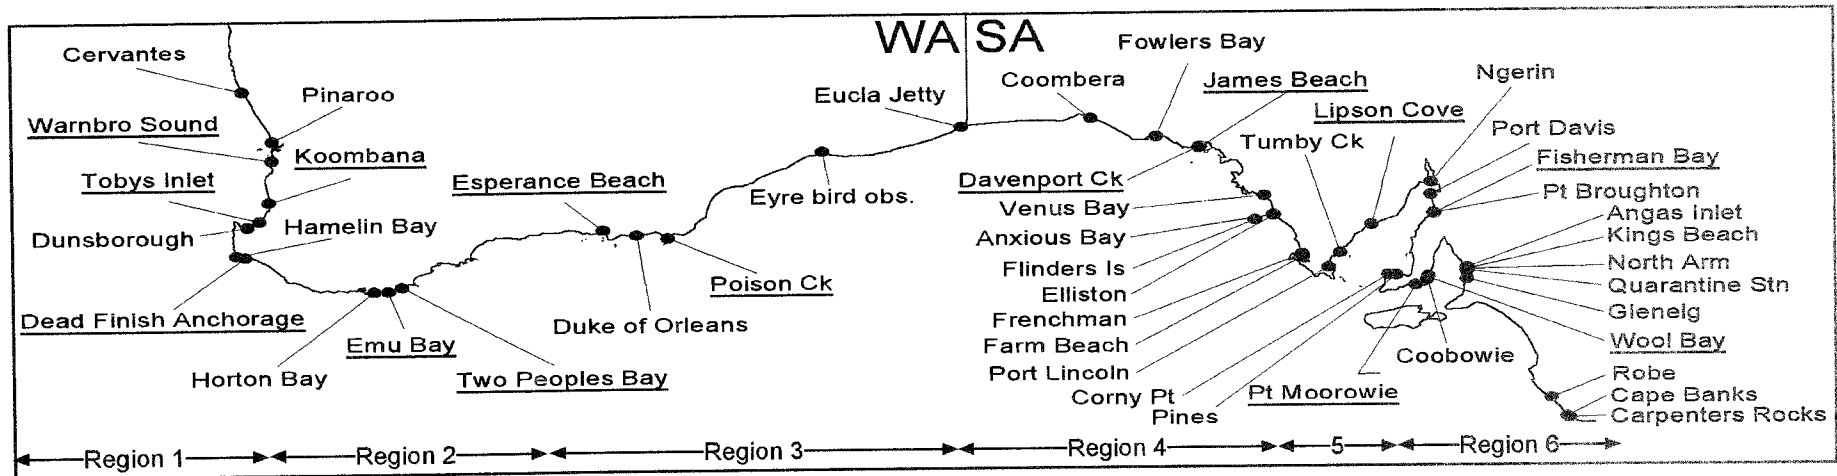 WA SA
Cervantes
Pinaroo
Warnbro Sound
Koombana
Tobys Inlet
Dunsborough
Hamelin Bay
Dead Finish Anchorage
Horton Bay
Emu Bay
Two Peoples Bay
Esperance Beach
Duke of Orleans
Poison Ck
Eyre bird obs.
Eucla Jetty
Coombera
Fowlers Bay
James Beach
Davenport Ck
Venus Bay
Anxious Bay
Flinders Is
Elliston
Frenchman
Farm Beach
Port Lincoln
Corny Pt
Pines
Tumby Ck
Lipson Cove
Ngerin
Port Davis
Fisherman Bay
Pt Broughton
Angas Inlet
Kings Beach
North Arm
Quarantine Stn
Glenelg
Wool Bay
Coobowie
Pt Moorowie
Robe
Cape Banks
Carpenters Rocks
Region 1 Region 2 Region 3 Region 4 5 Region 6